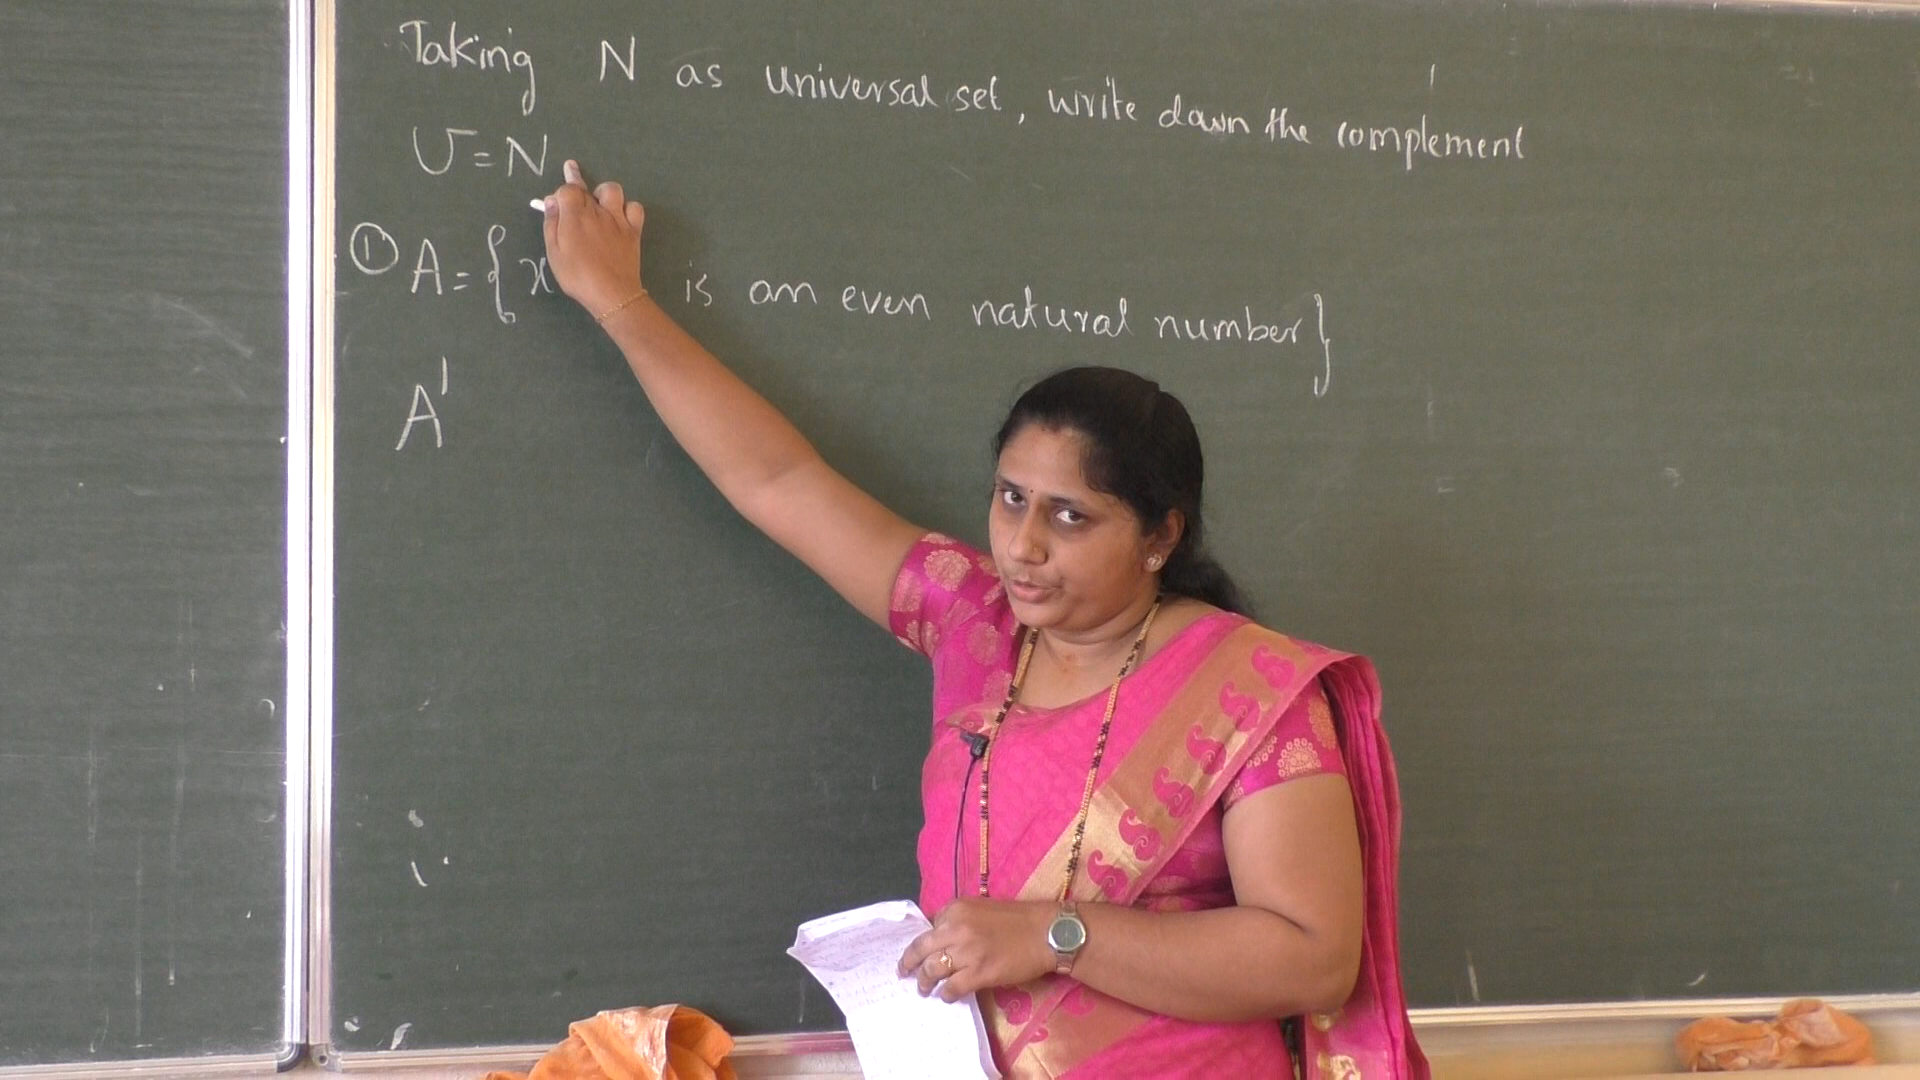 Taking N as universal set, write down the complement
U=N
① A={x is an even natural number}
A'